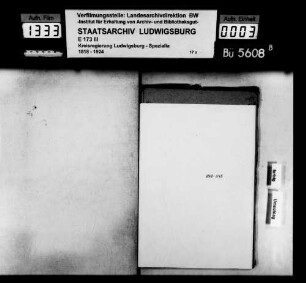 Aufn. Film
1333
Verfilmungsstelle: Landesarchivdirektion BW
-Institut für Erhaltung von Archiv- und Bibliotheksgut-
STAATSARCHIV LUDWIGSBURG
E 173 III
Kreisregierung Ludwigsburg - Spezialia
1818 - 1924
Aufn. Einheit
0003
Bü 5608